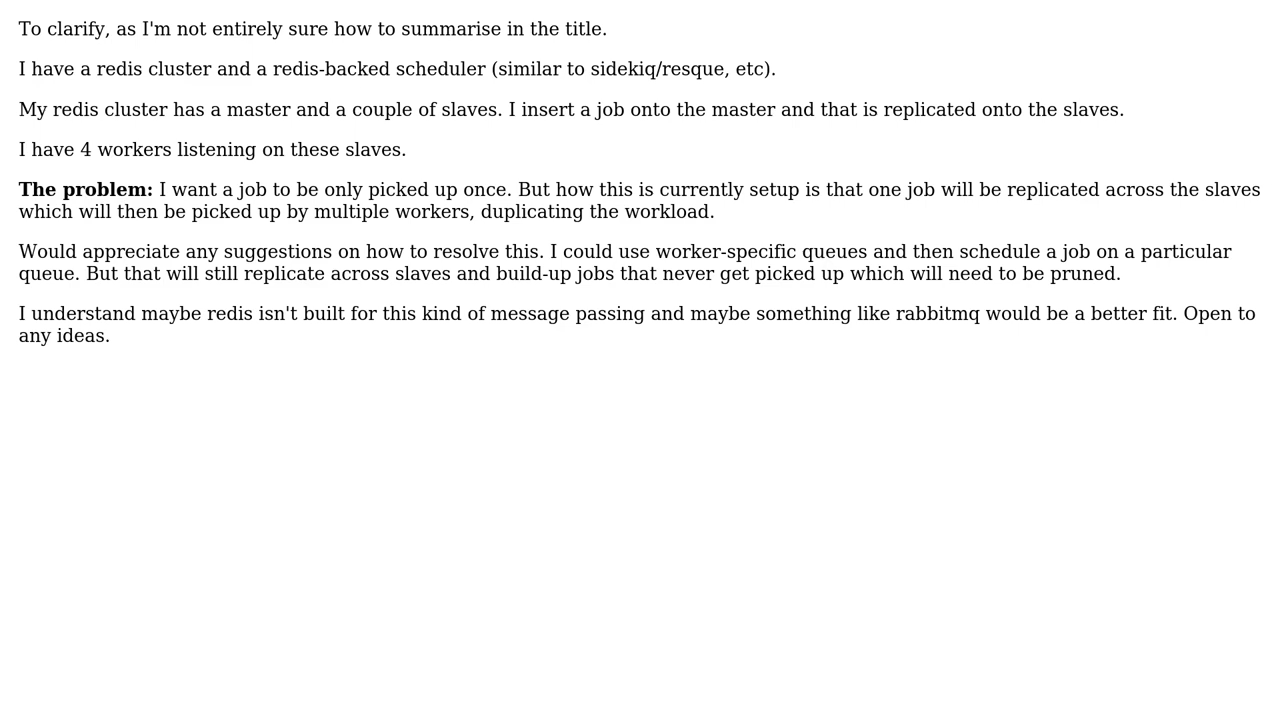 To clarify, as I'm not entirely sure how to summarise in the title.
I have a redis cluster and a redis-backed scheduler (similar to sidekiq/resque, etc).
My redis cluster has a master and a couple of slaves. I insert a job onto the master and that is replicated onto the slaves.
I have 4 workers listening on these slaves.
The problem: I want a job to be only picked up once. But how this is currently setup is that one job will be replicated across the slaves
which will then be picked up by multiple workers, duplicating the workload.
Would appreciate any suggestions on how to resolve this. I could use worker-specific queues and then schedule a job on a particular
queue. But that will still replicate across slaves and build-up jobs that never get picked up which will need to be pruned.
I understand maybe redis isn't built for this kind of message passing and maybe something like rabbitmq would be a better fit. Open to
any ideas.